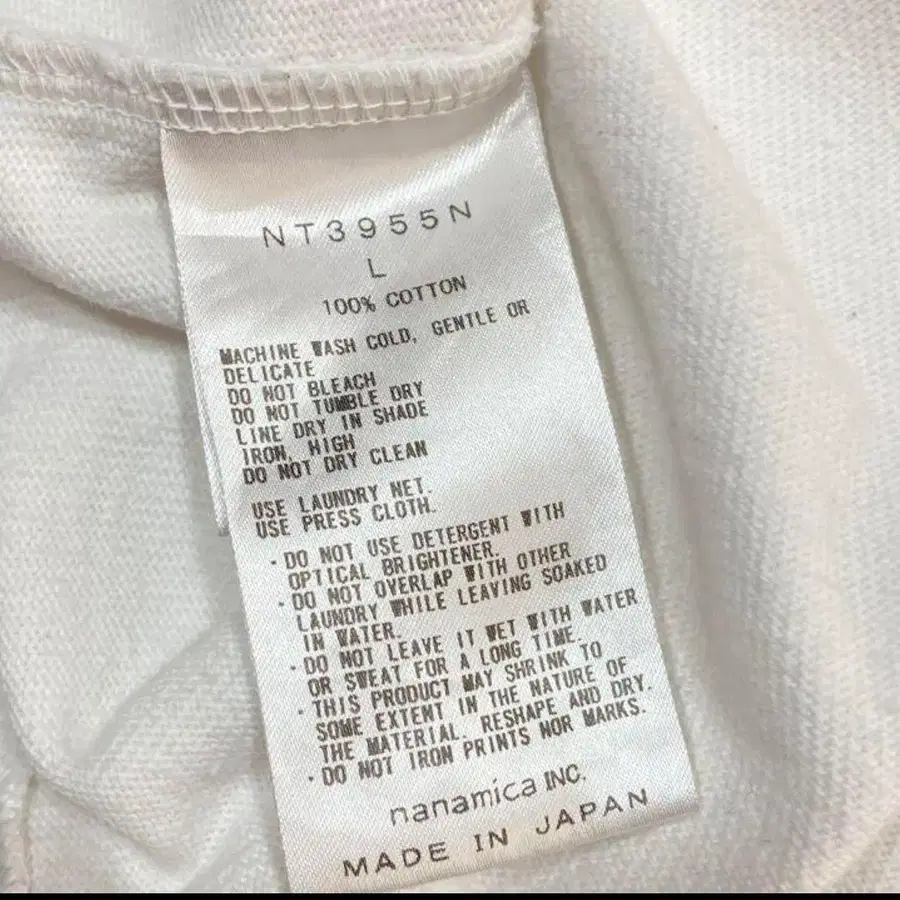 NT3955N
L
100% COTTON
MACHINE WASH COLD, GENTLE OR
DELICATE
DO NOT BLEACH
DO NOT TUMBLE DRY
LINE DRY IN SHADE
IRON, HIGH
DO NOT DRY CLEAN
USE LAUNDRY NET.
USE PRESS CLOTH.
・DO NOT USE DETERGENT WITH
OPTICAL BRIGHTENER.
・DO NOT OVERLAP WITH OTHER
LAUNDRY WHILE LEAVING SOAKED
IN WATER.
・DO NOT LEAVE IT WET WITH WATER
OR SWEAT FOR A LONG TIME.
・THIS PRODUCT MAY SHRINK TO
SOME EXTENT IN THE NATURE OF
THE MATERIAL. RESHAPE AND DRY.
・DO NOT IRON PRINTS NOR MARKS.
nanamica INC.
MADE IN JAPAN